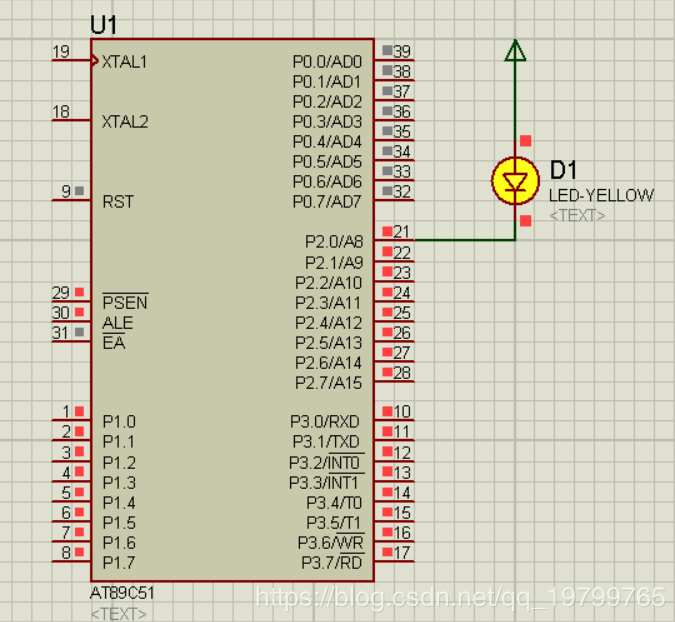 U1
19 XTAL1
18 XTAL2
9 RST
29 PSEN
30 ALE
31 EA
1 P1.0
2 P1.1
3 P1.2
4 P1.3
5 P1.4
6 P1.5
7 P1.6
8 P1.7
P0.0/AD0 39
P0.1/AD1 38
P0.2/AD2 37
P0.3/AD3 36
P0.4/AD4 35
P0.5/AD5 34
P0.6/AD6 33
P0.7/AD7 32
P2.0/A8 21
P2.1/A9 22
P2.2/A10 23
P2.3/A11 24
P2.4/A12 25
P2.5/A13 26
P2.6/A14 27
P2.7/A15 28
P3.0/RXD 10
P3.1/TXD 11
P3.2/INT0 12
P3.3/INT1 13
P3.4/T0 14
P3.5/T1 15
P3.6/WR 16
P3.7/RD 17
AT89C51
<TEXT>
D1
LED-YELLOW
<TEXT>
https://blog.csdn.net/qq_19799765